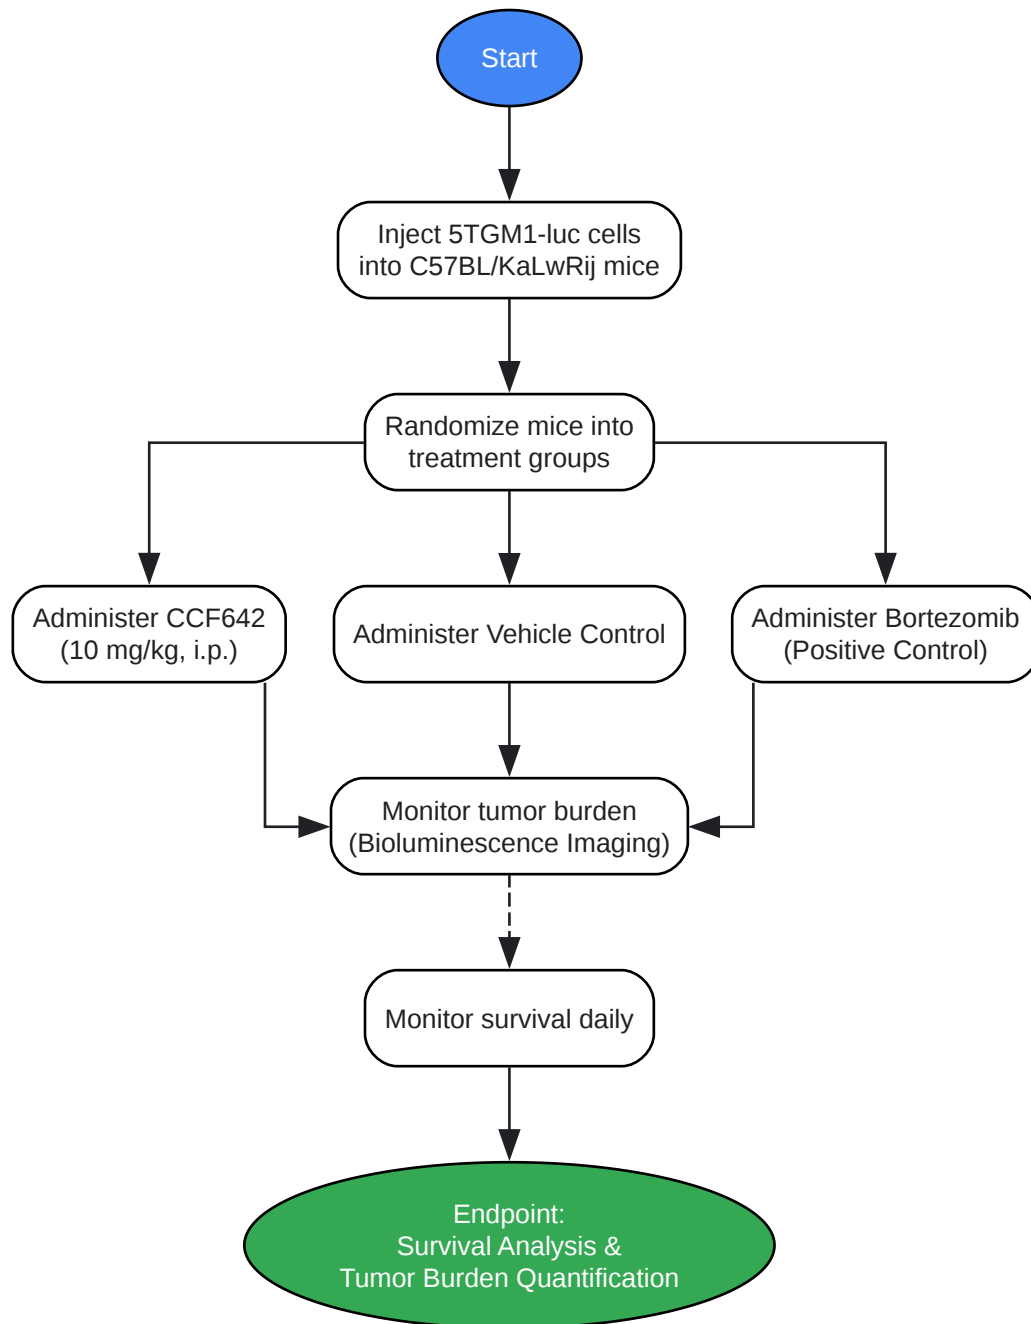 Start
Inject 5TGM1-luc cells
into C57BL/KaLwRij mice
Randomize mice into
treatment groups
Administer CCF642
(10 mg/kg, i.p.)
Administer Vehicle Control
Administer Bortezomib
(Positive Control)
Monitor tumor burden
(Bioluminescence Imaging)
Monitor survival daily
Endpoint:
Survival Analysis &
Tumor Burden Quantification